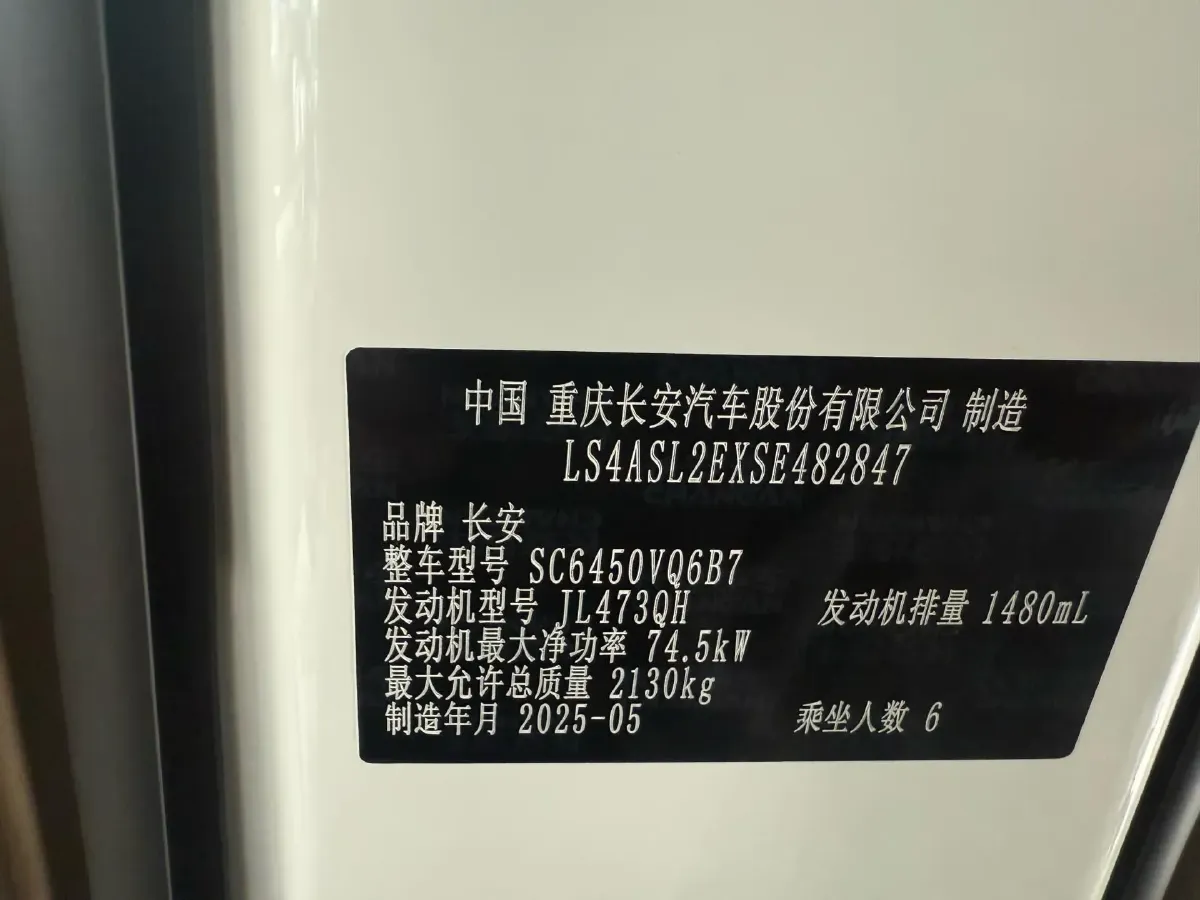 中国 重庆长安汽车股份有限公司 制造
LS4ASL2EXSE482847
品牌 长安
整车型号 SC6450VQ6B7
发动机型号 JL473QH 发动机排量 1480mL
发动机最大净功率 74.5kW
最大允许总质量 2130kg
制造年月 2025-05 乘坐人数 6